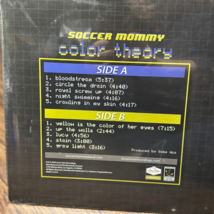 SOCCER MOMMY
color theory
SIDE A
1. bloodstream (5:37)
2. circle the drain (4:40)
3. royal screw up (4:07)
4. night swimming (4:16)
5. crawling in my skin (4:17)
SIDE B
1. yellow is the color of her eyes (7:15)
2. up the walls (2:44)
3. lucy (4:56)
4. stain (3:00)
5. gray light (3:16)
Produced by Gabe Wax